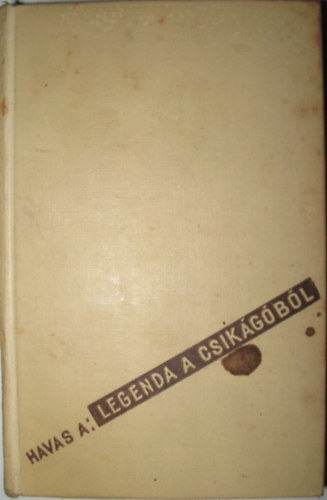 HAVAS A: LEGENDA A CSIKÁGÓBÓL